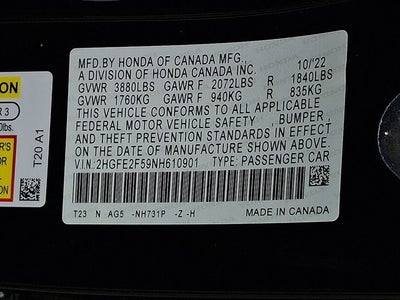 MFD.BY HONDA OF CANADA MFG., 10/'22
A DIVISION OF HONDA CANADA INC.
GVWR 3880LBS GAWR F 2072LBS R 1840LBS
GVWR 1760KG GAWR F 940KG R 835KG
THIS VEHICLE CONFORMS TO ALL APPLICABLE
FEDERAL MOTOR VEHICLE SAFETY , BUMPER ,
AND THEFT PREVENTION STANDARDS IN EFFECT
ON THE DATE OF MANUFACTURE SHOWN ABOVE.
V.I.N:2HGFE2F59NH610901 TYPE: PASSENGER CAR
T23 N AG5 -NH731P -Z -H
MADE IN CANADA
ION
R 3
0lbs.
T20 A1
R'S